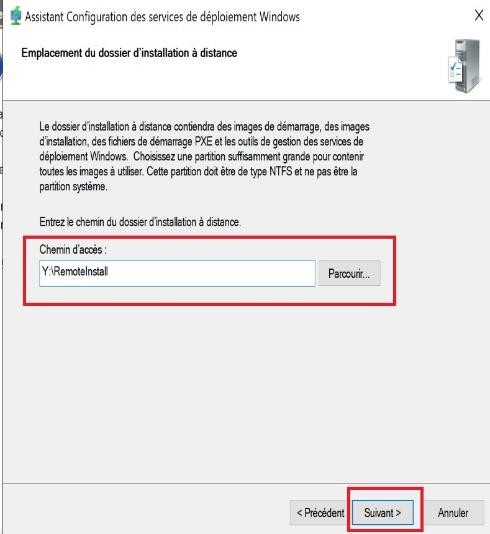 Assistant Configuration des services de déploiement Windows
X
Emplacement du dossier d'installation à distance
Le dossier d'installation à distance contiendra des images de démarrage, des images
d'installation, des fichiers de démarrage PXE et les outils de gestion des services de
déploiement Windows. Choisissez une partition suffisamment grande pour contenir
toutes les images à utiliser. Cette partition doit être de type NTFS et ne pas être la
partition système.
Entrez le chemin du dossier d'installation à distance.
Chemin d'accès :
Y:\RemoteInstall
Parcourir...
< Précédent
Suivant >
Annuler